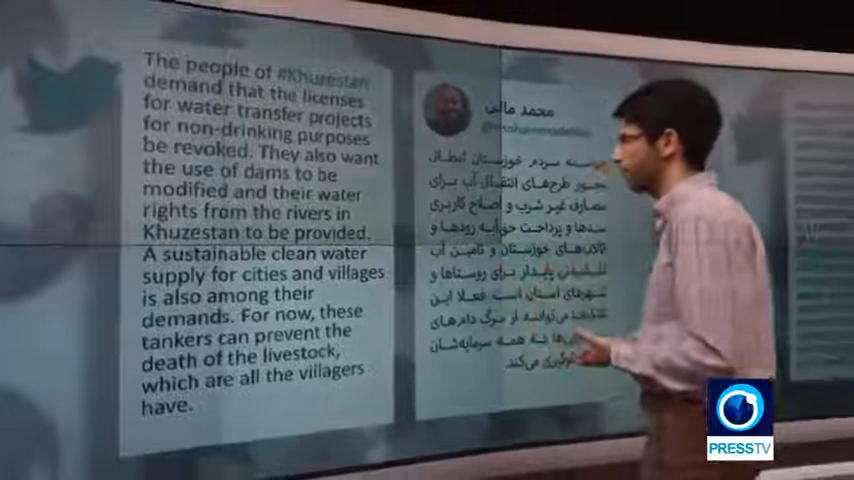 The people of #Khuzestan
demand that the licenses
for water transfer projects
for non-drinking purposes
be revoked. They also want
the use of dams to be
modified and their water
rights from the rivers in
Khuzestan to be provided.
A sustainable clean water
supply for cities and villages
is also among their
demands. For now, these
tankers can prevent the
death of the livestock,
which are all the villagers
have.
محمد مالی
مردم خوزستان ابطال
طرح‌های انتقال آب برای
مصارف غیر شرب و اصلاح کاربری
سدها و پرداخت حق‌آبه رودها و
تالاب‌های خوزستان و تامین آب
پایدار برای روستاها و
شهرهای استان است فعلا این
می‌توانند از مرگ دام‌های
همه سرمایه‌شان
جلوگیری می‌کند.
PRESSTV